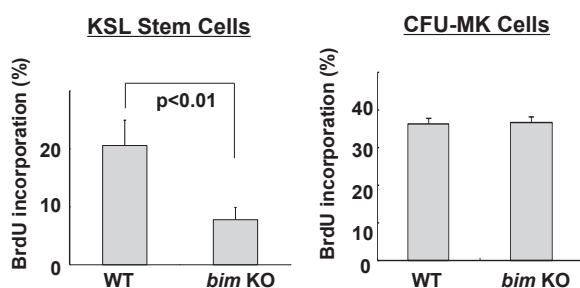 KSL Stem Cells
BrdU incorporation (%)
20
10
0
p<0.01
WT
bim KO
CFU-MK Cells
BrdU incorporation (%)
40
30
20
30
0
WT
bim KO